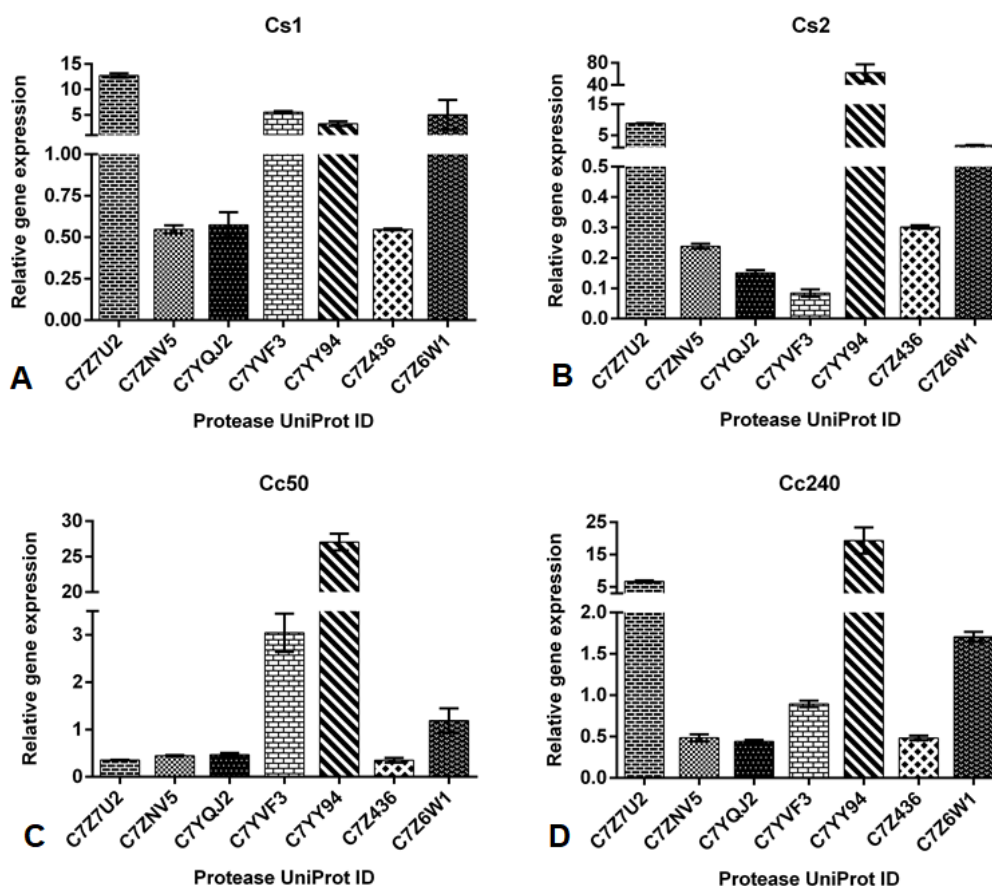 Cs1
Relative gene expression
15
10
5
1.00
0.75
0.50
0.25
0.00
C7Z7U2
C7ZNV5
C7YQJ2
C7YVF3
C7YY94
C7Z436
C7Z6W1
A
Protease UniProt ID
Cs2
Relative gene expression
80
40
15
5
0.5
0.4
0.3
0.2
0.1
0.0
C7Z7U2
C7ZNV5
C7YQJ2
C7YVF3
C7YY94
C7Z436
C7Z6W1
B
Protease UniProt ID
Cc50
Relative gene expression
30
25
20
3
2
1
0
C7Z7U2
C7ZNV5
C7YQJ2
C7YVF3
C7YY94
C7Z436
C7Z6W1
C
Protease UniProt ID
Cc240
Relative gene expression
25
15
5
2.0
1.5
1.0
0.5
0.0
C7Z7U2
C7ZNV5
C7YQJ2
C7YVF3
C7YY94
C7Z436
C7Z6W1
D
Protease UniProt ID